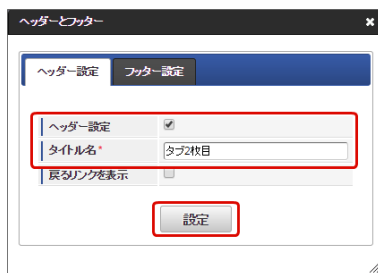 ヘッダーとフッター
ヘッダー設定 フッター設定
ヘッダー設定
タイトル名* タブ2枚目
戻るリンクを表示
設定